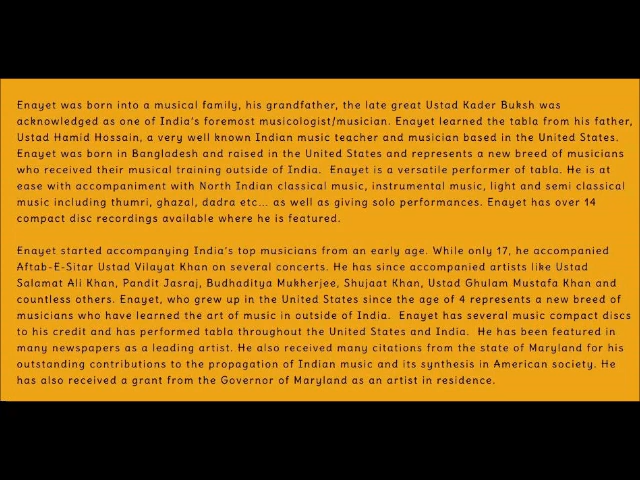 Enayet was born into a musical family, his grandfather, the late great Ustad Kader Buksh was
acknowledged as one of India's foremost musicologist/musician. Enayet learned the tabla from his father,
Ustad Hamid Hossain, a very well known Indian music teacher and musician based in the United States.
Enayet was born in Bangladesh and raised in the United States and represents a new breed of musicians
who received their musical training outside of India.  Enayet is a versatile performer of tabla. He is at
ease with accompaniment with North Indian classical music, instrumental music, light and semi classical
music including thumri, ghazal, dadra etc... as well as giving solo performances. Enayet has over 14
compact disc recordings available where he is featured.

Enayet started accompanying India's top musicians from an early age. While only 17, he accompanied
Aftab-E-Sitar Ustad Vilayat Khan on several concerts. He has since accompanied artists like Ustad
Salamat Ali Khan, Pandit Jasraj, Budhaditya Mukherjee, Shujaat Khan, Ustad Ghulam Mustafa Khan and
countless others. Enayet, who grew up in the United States since the age of 4 represents a new breed of
musicians who have learned the art of music in outside of India.  Enayet has several music compact discs
to his credit and has performed tabla throughout the United States and India.  He has been featured in
many newspapers as a leading artist. He also received many citations from the state of Maryland for his
outstanding contributions to the propagation of Indian music and its synthesis in American society. He
has also received a grant from the Governor of Maryland as an artist in residence.